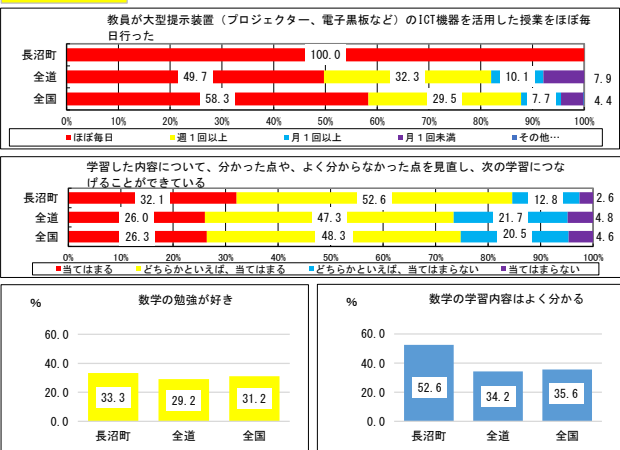 教員が大型提示装置（プロジェクター、電子黒板など）のICT機器を活用した授業をほぼ毎
日行った
長沼町 100.0
全道 49.7 32.3 10.1 7.9
全国 58.3 29.5 7.7 4.4
0% 10% 20% 30% 40% 50% 60% 70% 80% 90% 100%
ほぼ毎日 週１回以上 月１回以上 月１回未満 その他…
学習した内容について、分かった点や、よく分からなかった点を見直し、次の学習につな
げることができている
長沼町 32.1 52.6 12.8 2.6
全道 26.0 47.3 21.7 4.8
全国 26.3 48.3 20.5 4.6
0% 10% 20% 30% 40% 50% 60% 70% 80% 90% 100%
当てはまる どちらかといえば、当てはまる どちらかといえば、当てはまらない 当てはまらない
% 数学の勉強が好き
60.0
40.0
20.0
0.0
33.3 29.2 31.2
長沼町 全道 全国
% 数学の学習内容はよく分かる
60.0
40.0
20.0
0.0
52.6 34.2 35.6
長沼町 全道 全国